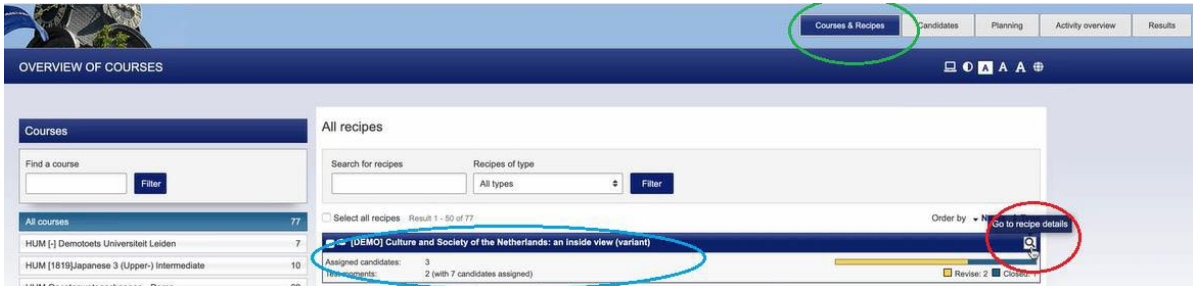 Courses & Recipes Candidates Planning Activity overview Results
OVERVIEW OF COURSES
A A A
Courses
Find a course
Filter
All courses 77
HUM [-] Demotoets Universiteit Leiden 7
HUM [1819]Japanese 3 (Upper-) Intermediate 10
All recipes
Search for recipes Recipes of type
All types Filter
Select all recipes Result 1 - 50 of 77 Order by
Go to recipe details
[DEMO] Culture and Society of the Netherlands: an inside view (variant)
Assigned candidates: 3
Test moments: 2 (with 7 candidates assigned) Revise: 2 Closed: